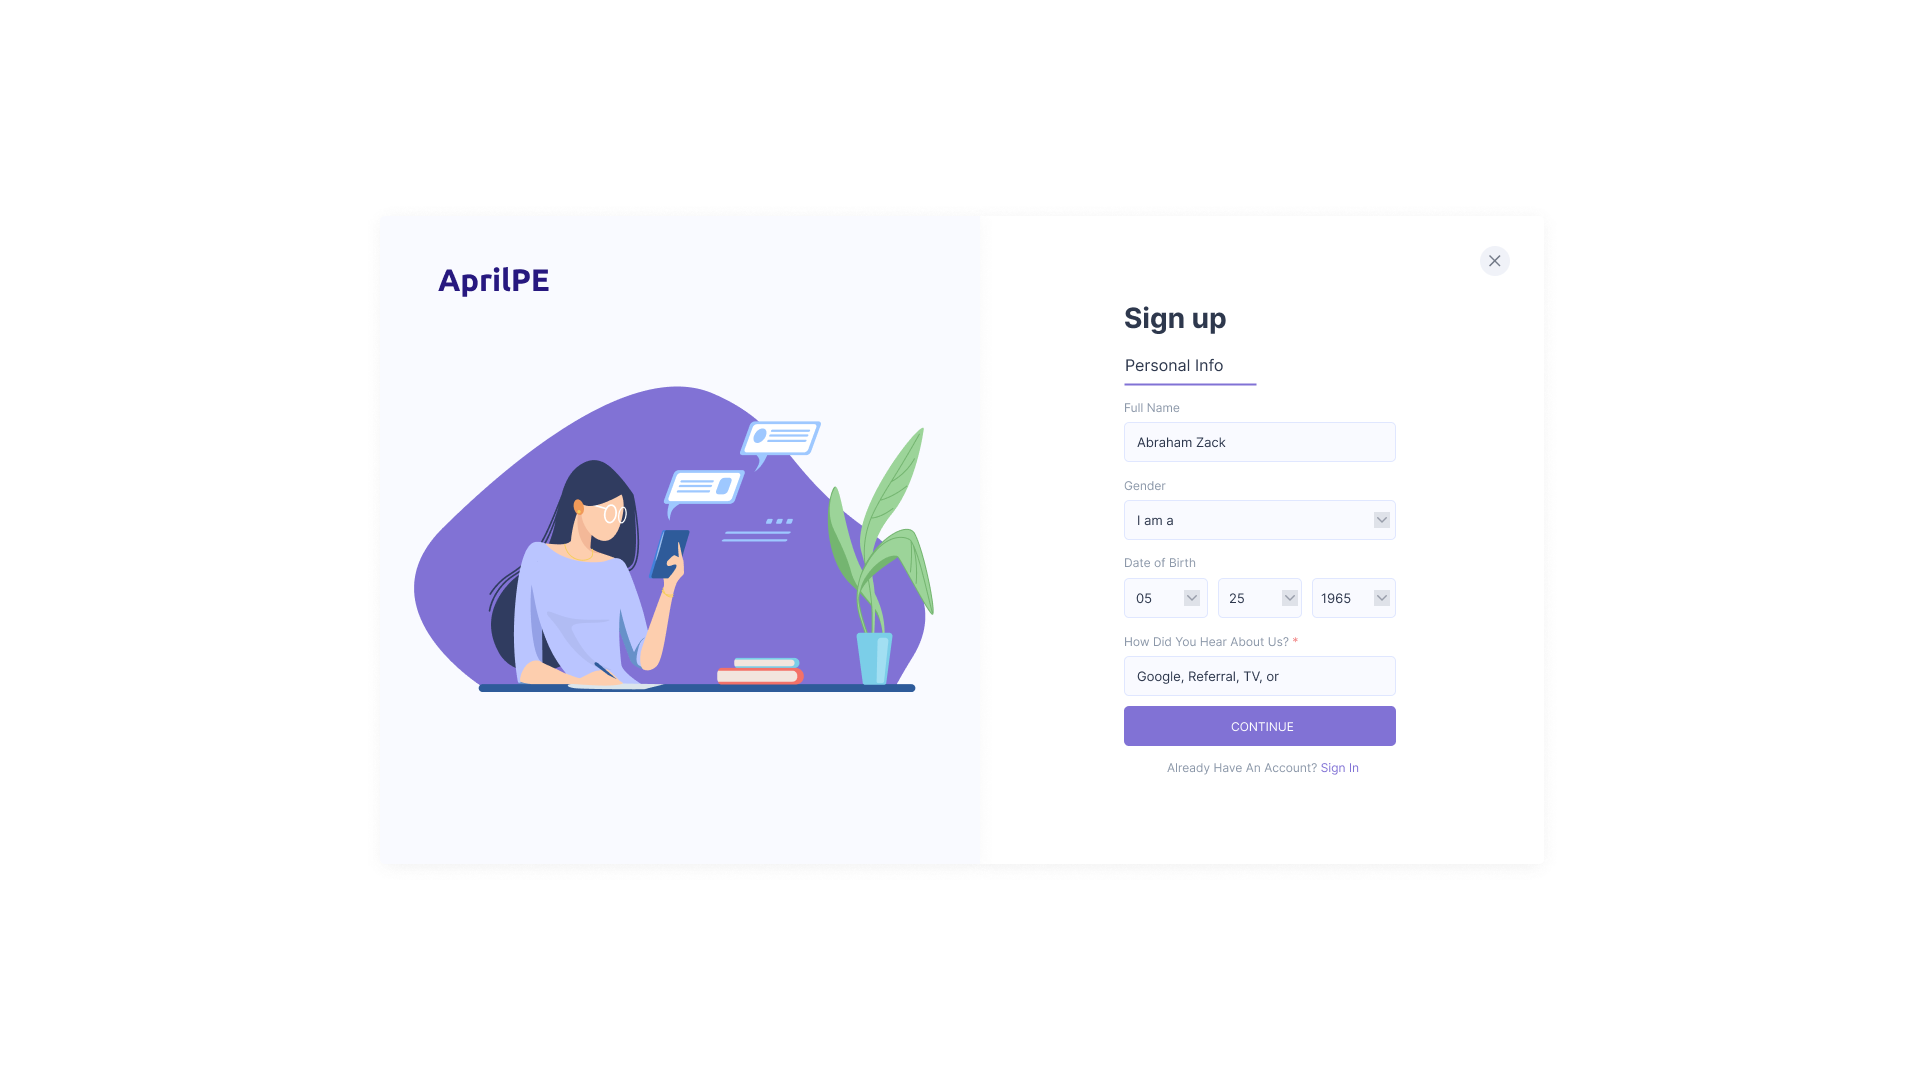 AprilPE
Sign up
Personal Info
Full Name
Abraham Zack
Gender
I am a
Date of Birth
05 25 1965
How Did You Hear About Us? *
Google, Referral, TV, or
CONTINUE
Already Have An Account? Sign In